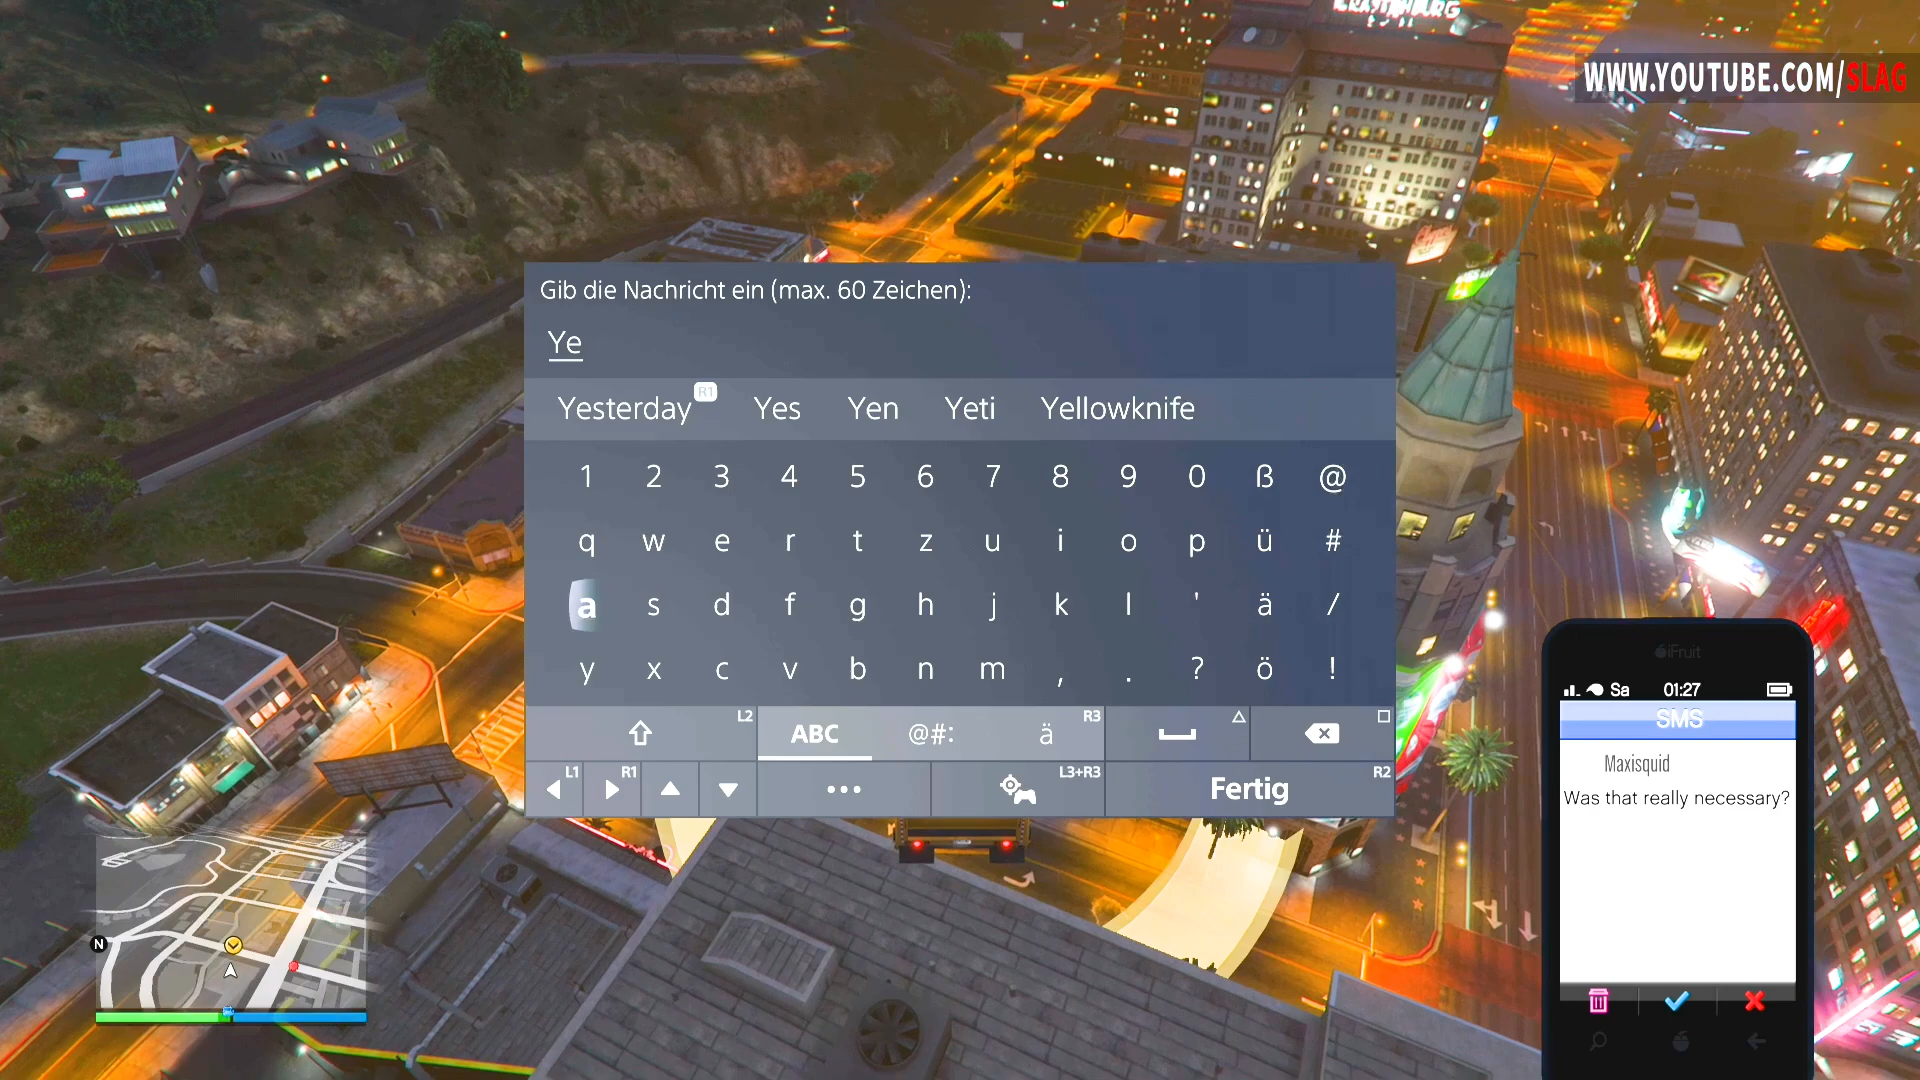 WWW.YOUTUBE.COM/SLAG
Gib die Nachricht ein (max. 60 Zeichen):
Ye
Yesterday R1 Yes Yen Yeti Yellowknife
1 2 3 4 5 6 7 8 9 0 ß @
q w e r t z u i o p ü #
a s d f g h j k l ' ä /
y x c v b n m , . ? ö !
L2 ABC @#: ä R3
L1 R1 ••• L3+R3 Fertig R2
iFruit
Sa 01:27
SMS
Maxisquid
Was that really necessary?
N